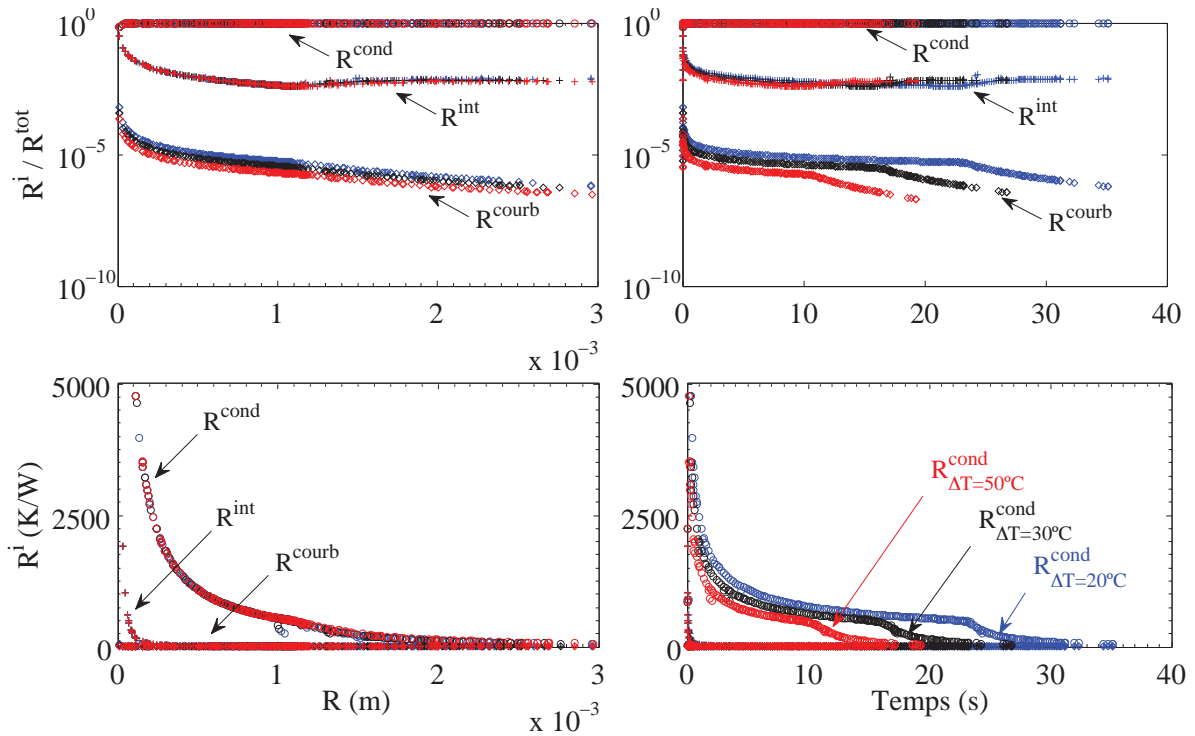 R^i / R^tot
10^0
10^−5
10^−10
R^cond
R^int
R^courb
0 1 2 3
x 10^−3
10^0
10^−5
10^−10
R^cond
R^int
R^courb
0 10 20 30 40
R^i (K/W)
5000
2500
0
R^cond
R^int
R^courb
0 1 2 3
R (m)
x 10^−3
5000
2500
0
R^cond_ΔT=50ºC
R^cond_ΔT=30ºC
R^cond_ΔT=20ºC
0 10 20 30 40
Temps (s)